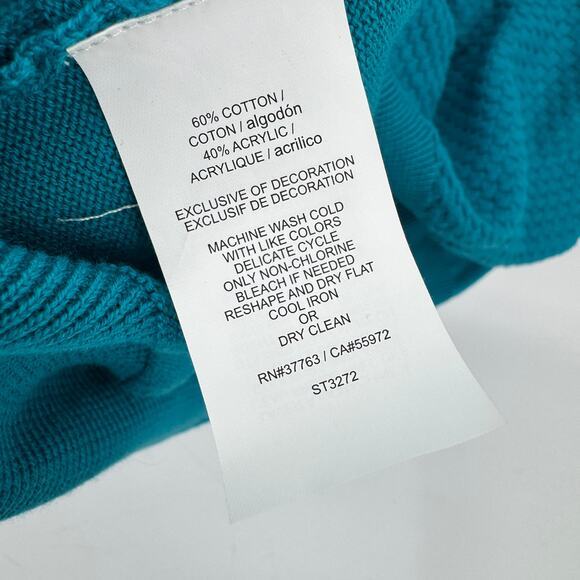 60% COTTON /
COTON / algodón
40% ACRYLIC /
ACRYLIQUE / acrílico
EXCLUSIVE OF DECORATION
EXCLUSIF DE DECORATION
MACHINE WASH COLD
WITH LIKE COLORS
DELICATE CYCLE
ONLY NON-CHLORINE
BLEACH IF NEEDED
RESHAPE AND DRY FLAT
COOL IRON
OR
DRY CLEAN
RN#37763 / CA#55972
ST3272